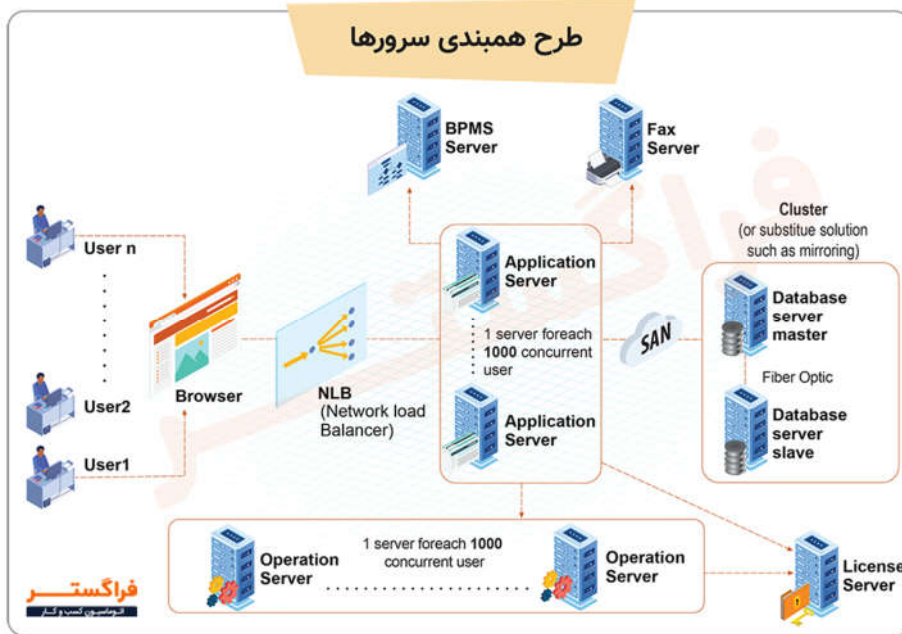 طرح همبندی سرورها
BPMS
Server
Fax
Server
Cluster
(or substitue solution
such as mirroring)
User n
User2
User1
Browser
NLB
(Network load
Balancer)
Application
Server
1 server foreach
1000 concurrent
user
Application
Server
SAN
Database
server
master
Fiber Optic
Database
server
slave
Operation
Server
1 server foreach 1000
concurrent user
Operation
Server
License
Server
فراگستر
اتوماسیون کسب و کار
فراگستر